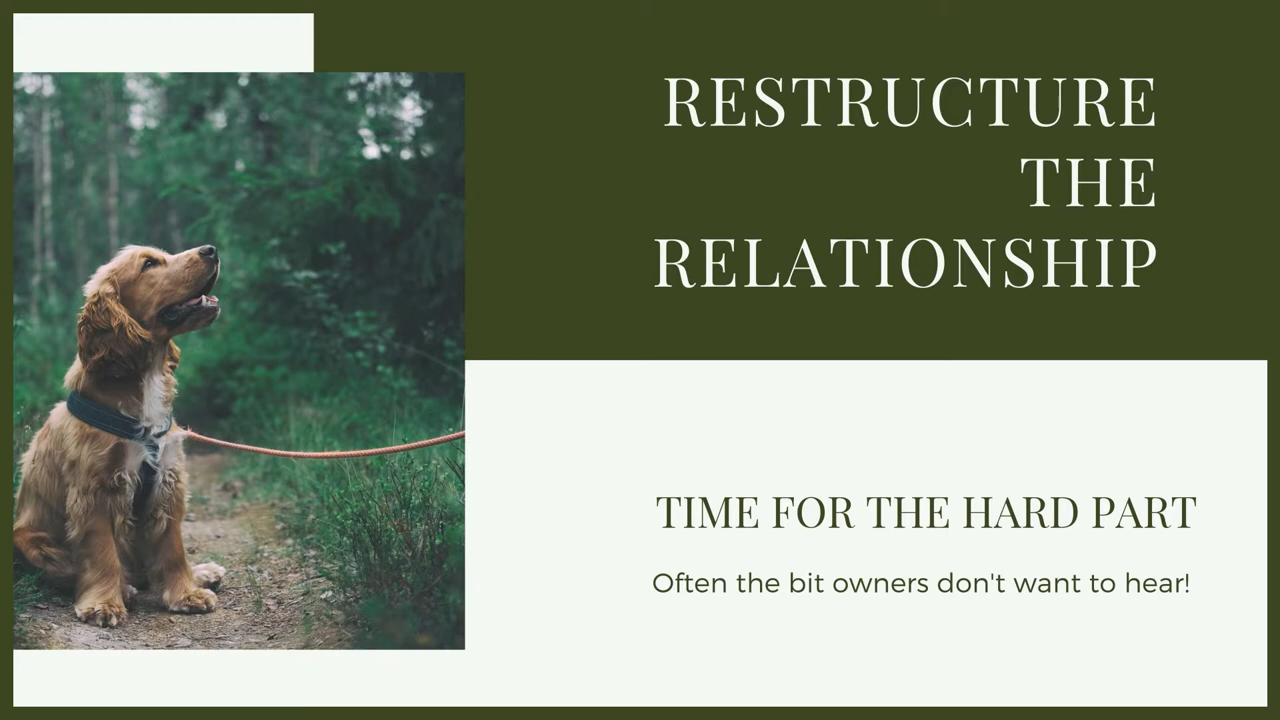 RESTRUCTURE
THE
RELATIONSHIP
TIME FOR THE HARD PART
Often the bit owners don't want to hear!